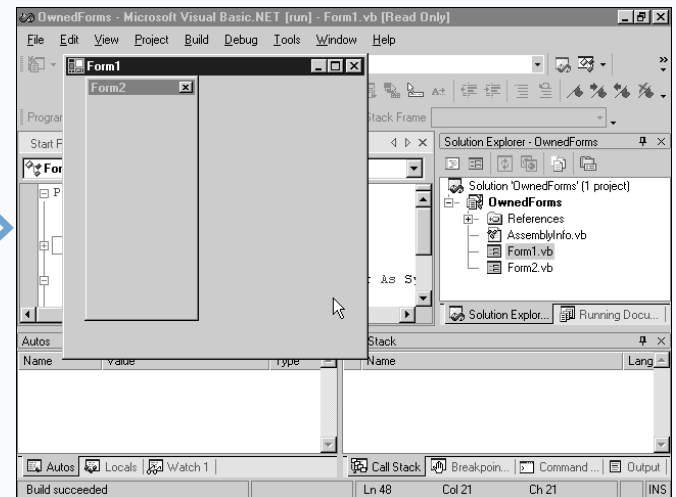 OwnedForms - Microsoft Visual Basic.NET [run] - Form1.vb [Read Only]
File Edit View Project Build Debug Tools Window Help
Form1
Form2
Stack Frame
Start
Solution Explorer - OwnedForms
Solution 'OwnedForms' (1 project)
OwnedForms
References
AssemblyInfo.vb
Form1.vb
Form2.vb
As
Solution Explor... Running Docu...
Autos
Stack
Name Value Type
Name Lang
Autos Locals Watch 1
Call Stack Breakpoin... Command ... Output
Build succeeded Ln 48 Col 21 Ch 21 INS